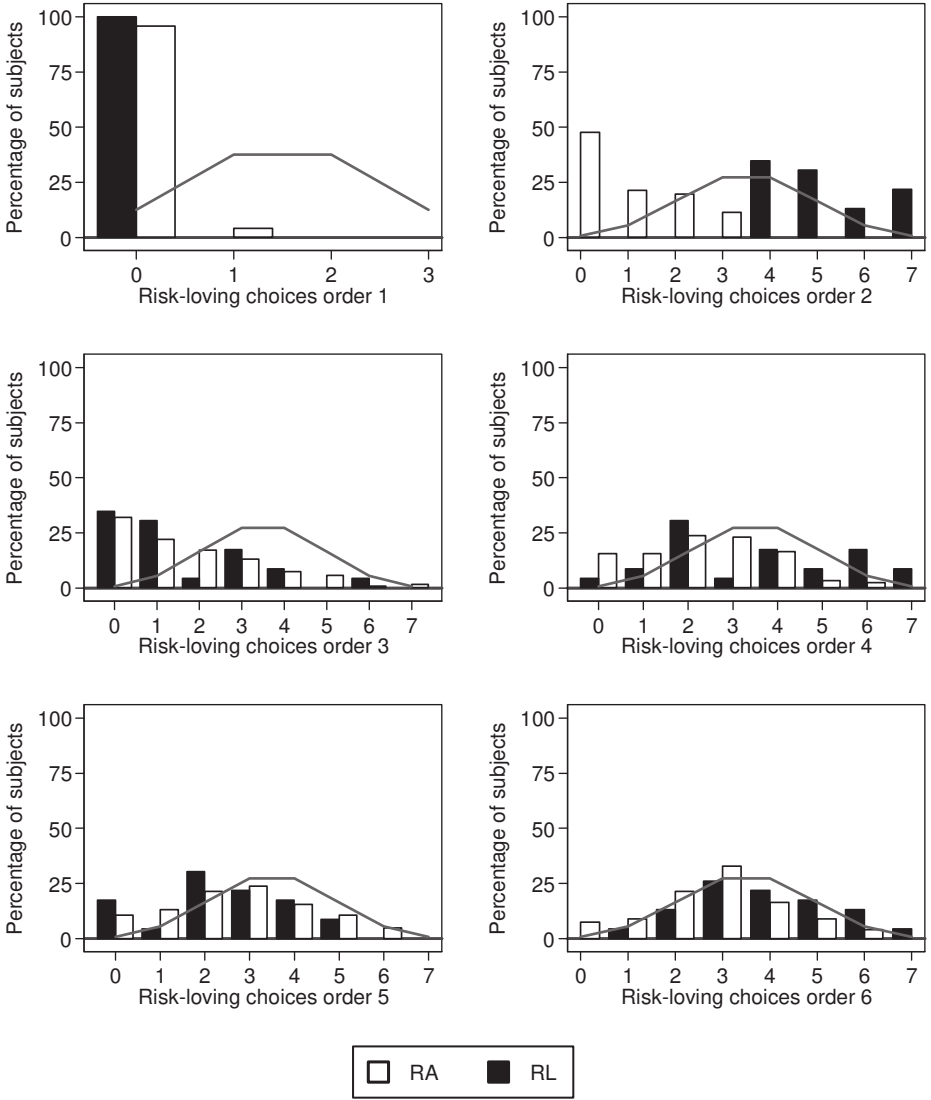 Percentage of subjects
100
75
50
25
0
0 1 2 3
Risk-loving choices order 1
Percentage of subjects
100
75
50
25
0
0 1 2 3 4 5 6 7
Risk-loving choices order 2
Percentage of subjects
100
75
50
25
0
0 1 2 3 4 5 6 7
Risk-loving choices order 3
Percentage of subjects
100
75
50
25
0
0 1 2 3 4 5 6 7
Risk-loving choices order 4
Percentage of subjects
100
75
50
25
0
0 1 2 3 4 5 6 7
Risk-loving choices order 5
Percentage of subjects
100
75
50
25
0
0 1 2 3 4 5 6 7
Risk-loving choices order 6
RA RL